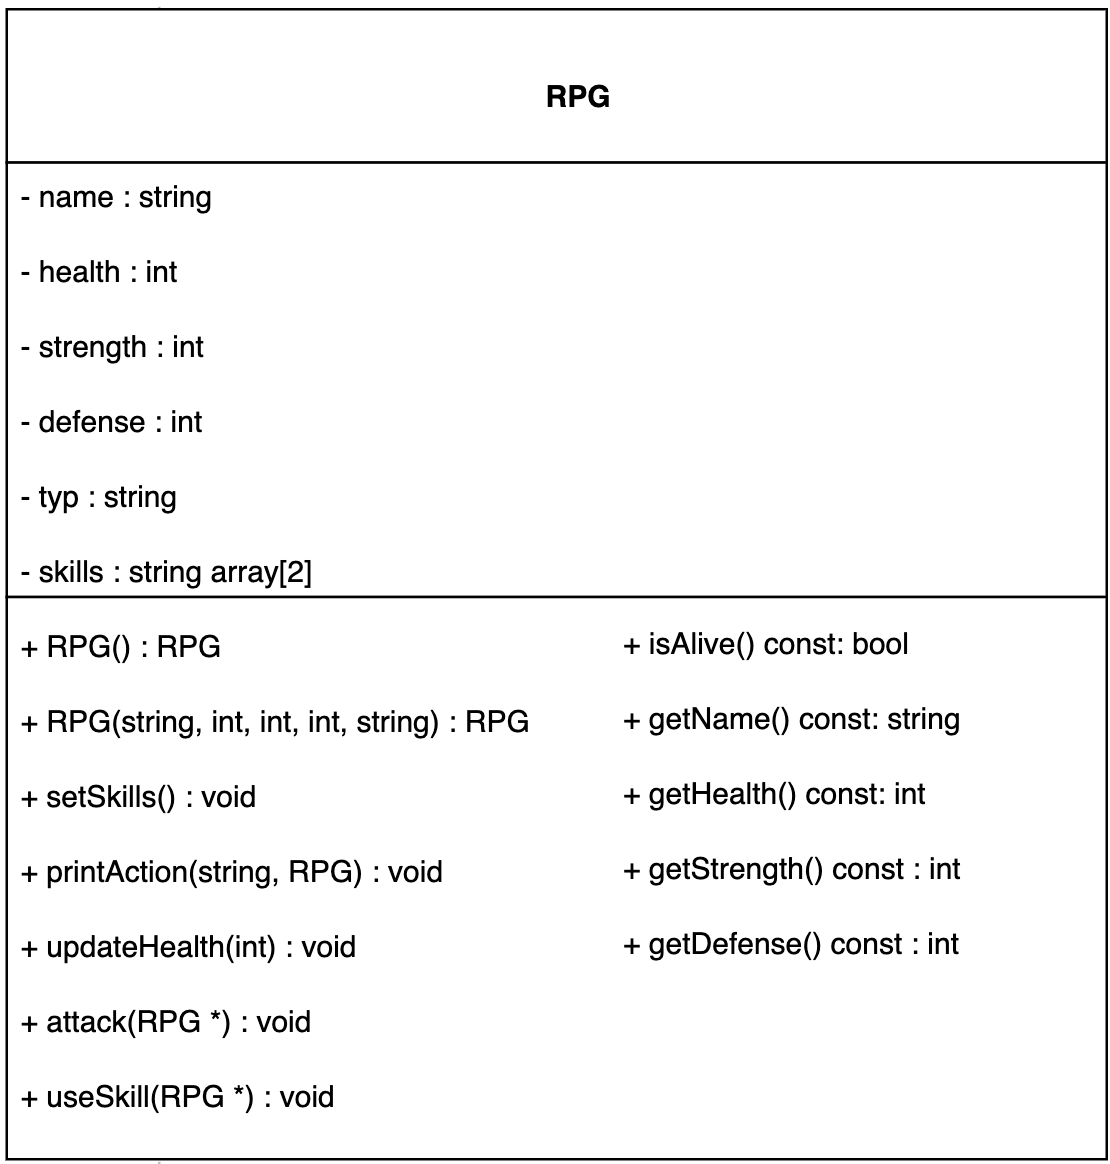 RPG
- name : string
- health : int
- strength : int
- defense : int
- typ : string
- skills : string array[2]
+ RPG() : RPG
+ RPG(string, int, int, int, string) : RPG
+ setSkills() : void
+ printAction(string, RPG) : void
+ updateHealth(int) : void
+ attack(RPG *) : void
+ useSkill(RPG *) : void
+ isAlive() const: bool
+ getName() const: string
+ getHealth() const: int
+ getStrength() const : int
+ getDefense() const : int